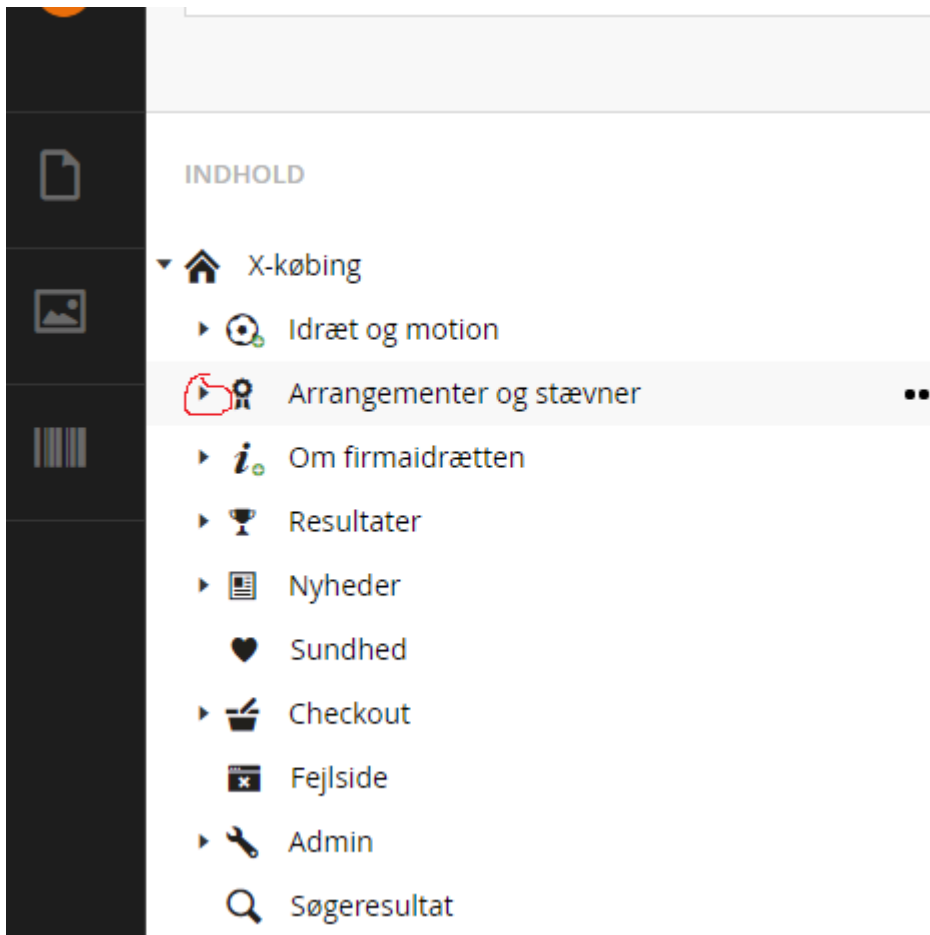 INDHOLD
X-købing
Idræt og motion
Arrangementer og stævner
Om firmaidrætten
Resultater
Nyheder
Sundhed
Checkout
Fejlside
Admin
Søgeresultat